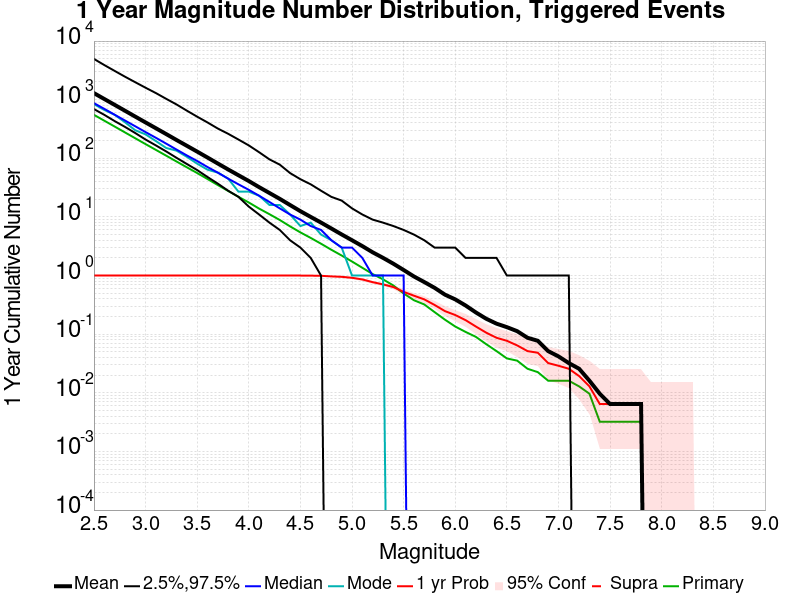 1 Year Magnitude Number Distribution, Triggered Events
1 Year Cumulative Number
10^4
10^3
10^2
10^1
10^0
10^-1
10^-2
10^-3
10^-4
2.5 3.0 3.5 4.0 4.5 5.0 5.5 6.0 6.5 7.0 7.5 8.0 8.5 9.0
Magnitude
Mean 2.5%,97.5% Median Mode 1 yr Prob 95% Conf Supra Primary